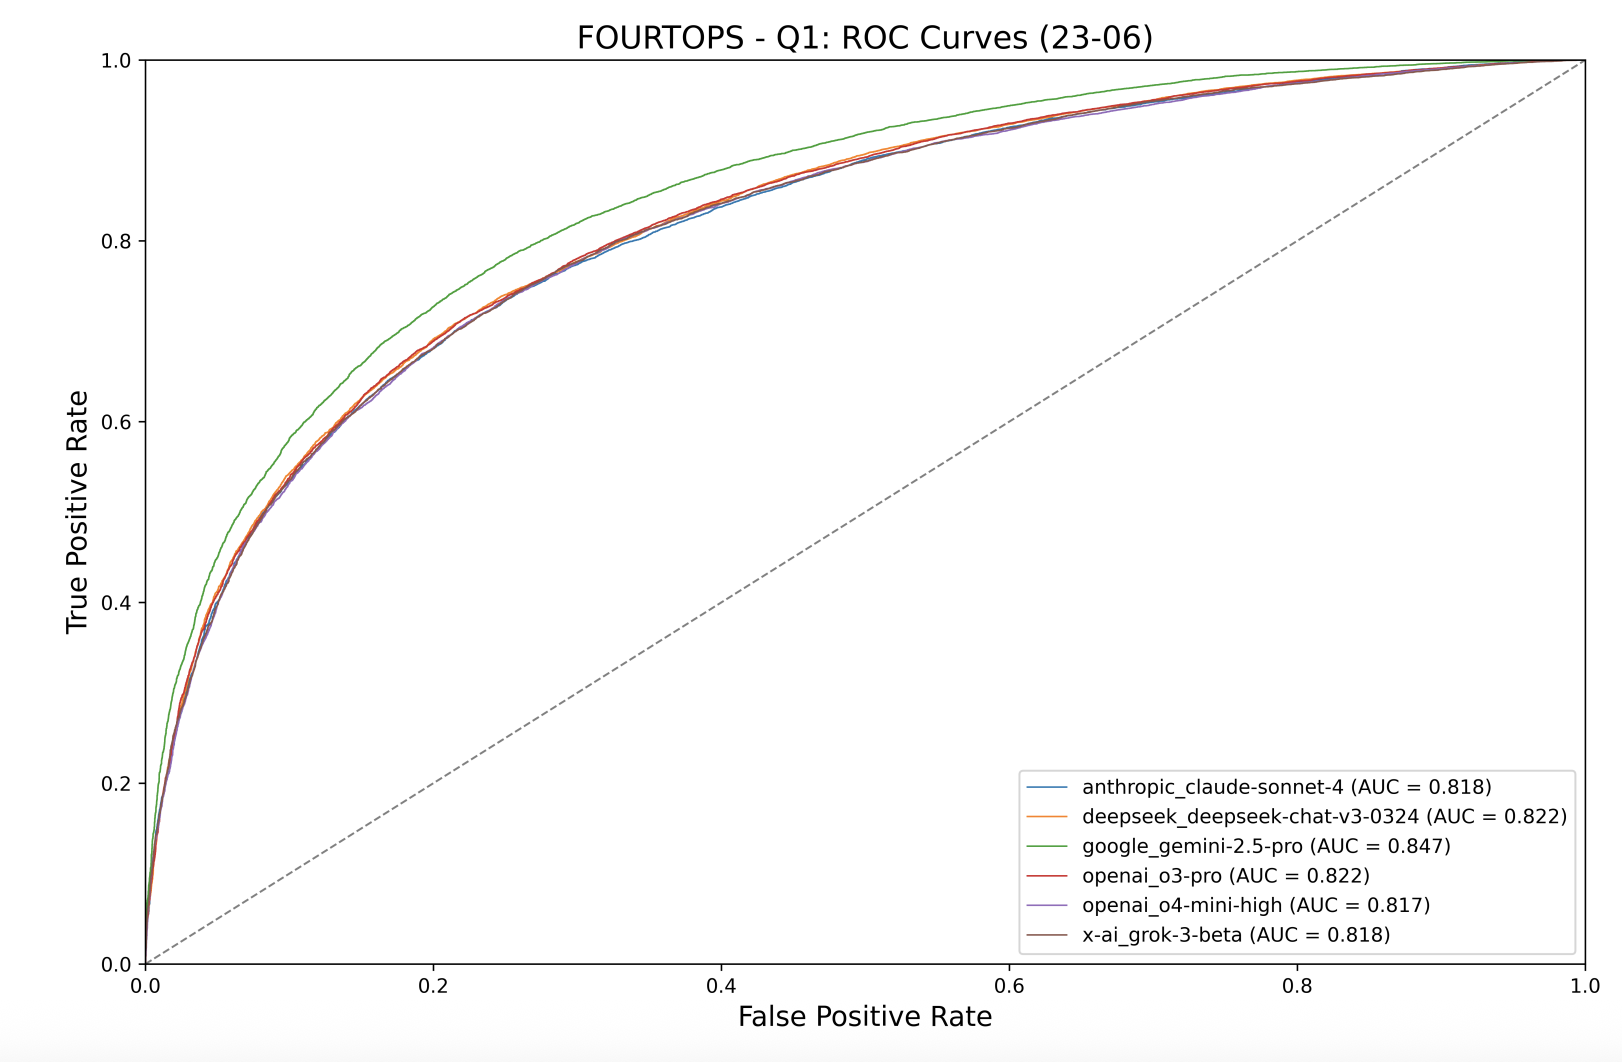 FOURTOPS - Q1: ROC Curves (23-06)
1.0
0.8
0.6
0.4
0.2
0.0
True Positive Rate
anthropic_claude-sonnet-4 (AUC = 0.818)
deepseek_deepseek-chat-v3-0324 (AUC = 0.822)
google_gemini-2.5-pro (AUC = 0.847)
openai_o3-pro (AUC = 0.822)
openai_o4-mini-high (AUC = 0.817)
x-ai_grok-3-beta (AUC = 0.818)
0.0 0.2 0.4 0.6 0.8 1.0
False Positive Rate